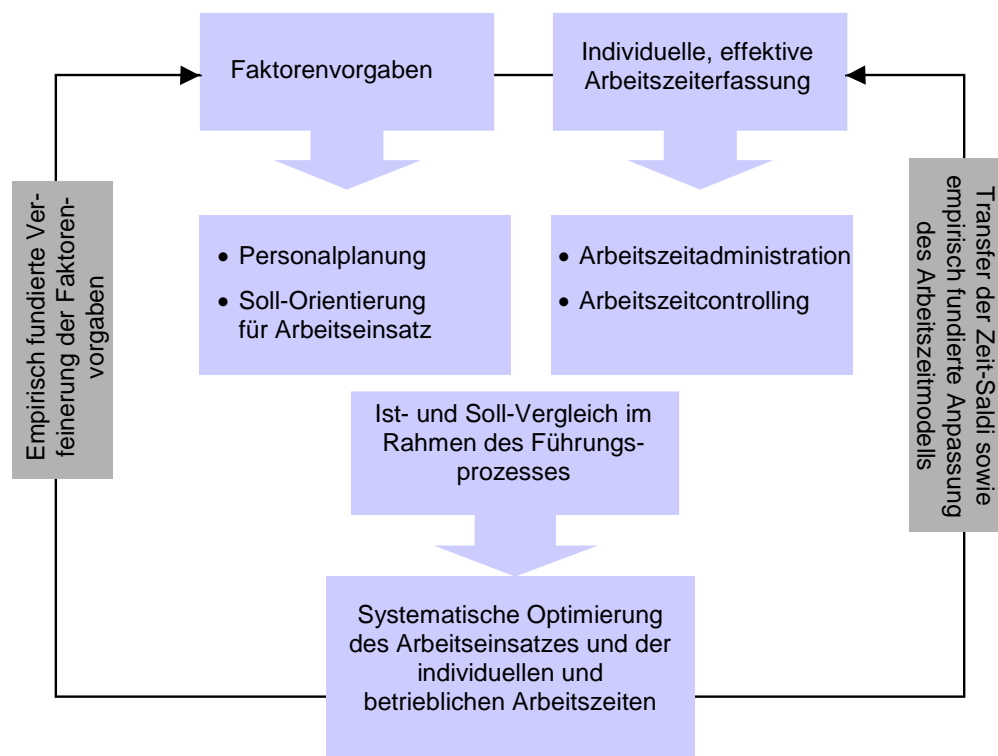 Faktorenvorgaben
Individuelle, effektive
Arbeitszeiterfassung
Empirisch fundierte Ver-
feinerung der Faktoren-
vorgaben
• Personalplanung
• Soll-Orientierung
für Arbeitseinsatz
• Arbeitszeitadministration
• Arbeitszeitcontrolling
Transfer der Zeit-Saldi sowie
empirisch fundierte Anpassung
des Arbeitszeitmodells
Ist- und Soll-Vergleich im
Rahmen des Führungs-
prozesses
Systematische Optimierung
des Arbeitseinsatzes und der
individuellen und
betrieblichen Arbeitszeiten